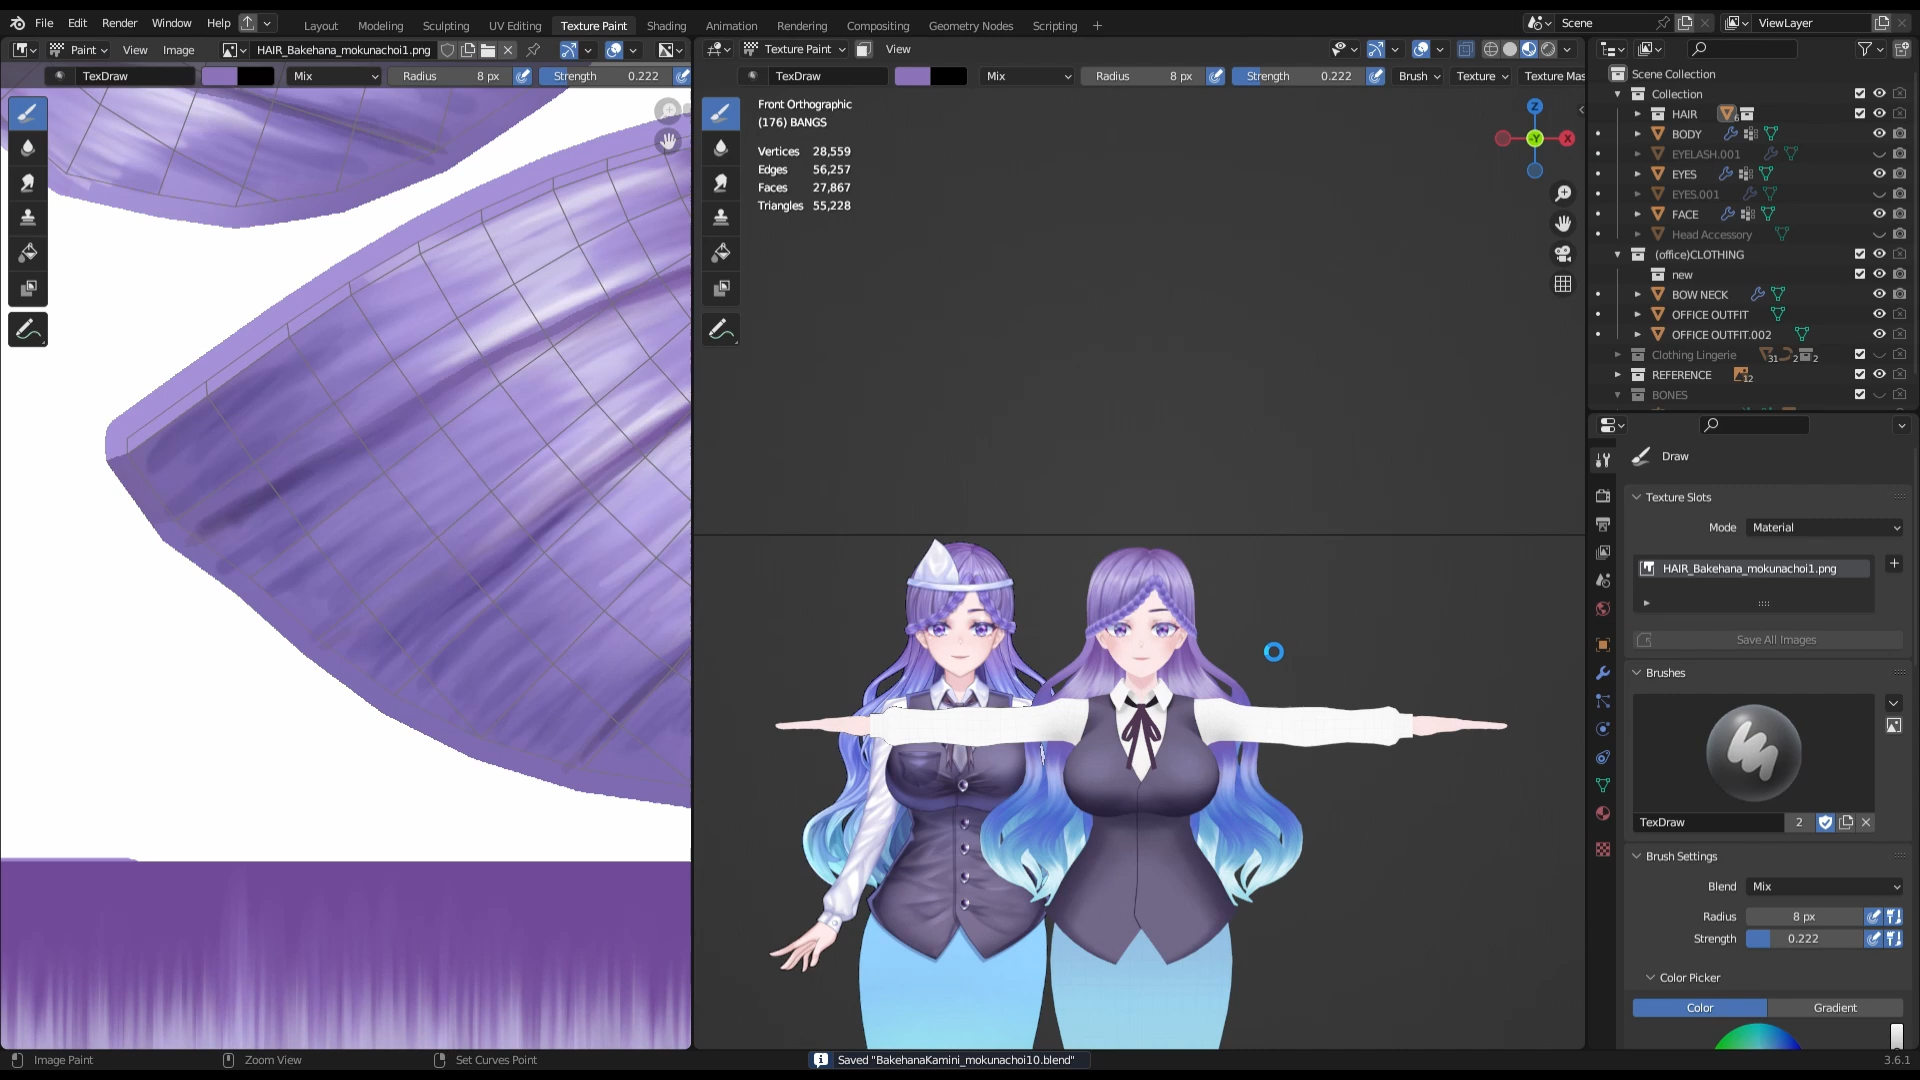 File Edit Render Window Help Layout Modeling Sculpting UV Editing Texture Paint Shading Animation Rendering Compositing Geometry Nodes Scripting + Scene ViewLayer
Paint View Image HAIR_Bakehana_mokunachoi1.png Texture Paint View
TexDraw Mix Radius 8 px Strength 0.222 TexDraw Mix Radius 8 px Strength 0.222 Brush Texture Texture Mas
Front Orthographic
(176) BANGS
Vertices 28,559
Edges 56,257
Faces 27,867
Triangles 55,228
Z
-Y
X
Scene Collection
Collection
HAIR 6
BODY
EYELASH.001
EYES
EYES.001
FACE
Head Accessory
(office)CLOTHING
new
BOW NECK
OFFICE OUTFIT
OFFICE OUTFIT.002
Clothing Lingerie 31 2 2
REFERENCE 12
BONES
Draw
Texture Slots
Mode Material
HAIR_Bakehana_mokunachoi1.png
Save All Images
Brushes
TexDraw 2
Brush Settings
Blend Mix
Radius 8 px
Strength 0.222
Color Picker
Color Gradient
Image Paint Zoom View Set Curves Point Saved "BakehanaKamini_mokunachoi10.blend" 3.6.1